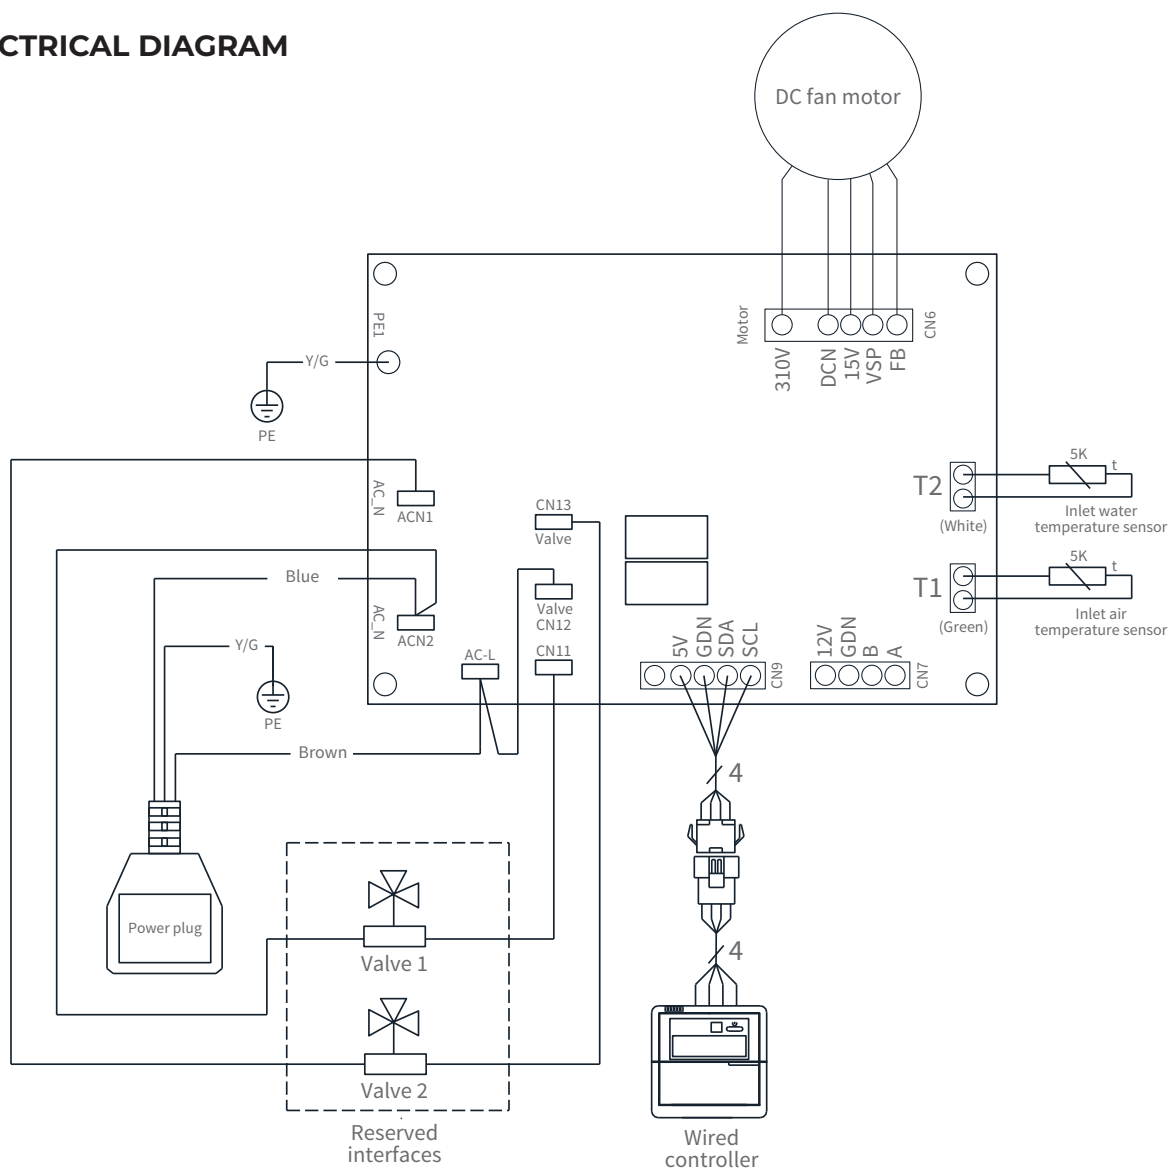 CTRICAL DIAGRAM
DC fan motor
Motor
CN6
310V
DCN
15V
VSP
FB
PE1
Y/G
PE
AC_N
ACN1
CN13
Valve
T2
(White)
5K
t
Inlet water
temperature sensor
Blue
AC_N
ACN2
Valve
CN12
T1
(Green)
5K
t
Inlet air
temperature sensor
Y/G
PE
AC-L
CN11
5V
GDN
SDA
SCL
CN9
12V
GDN
B
A
CN7
Brown
4
Power plug
Valve 1
4
Valve 2
Reserved
interfaces
Wired
controller